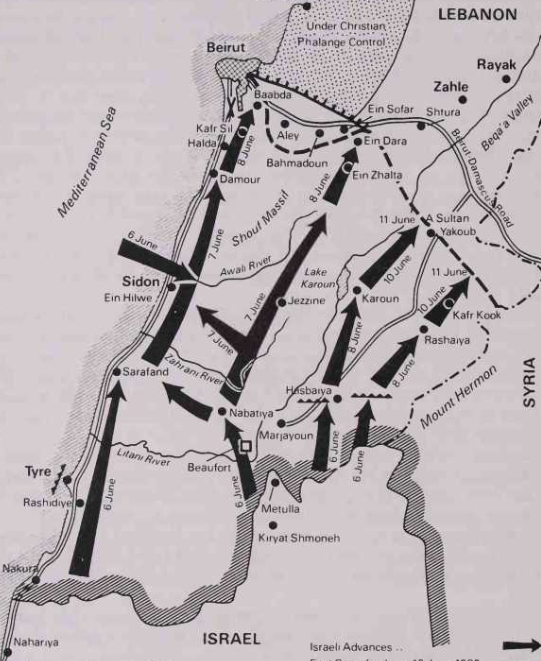 LEBANON
Under Christian
Phalange Control
Beirut
Rayak
Zahle
Baabda
Ein Sofar
Shtura
Mediterranean Sea
Kafr Sil
Halda
Aley
Bahmadoun
Ein Dara
Beqa'a Valley
Beirut Damascus Road
8 June
Damour
Ein Zhalta
8 June
Shouf Massif
11 June
A Sultan
Yakoub
6 June
7 June
Awali River
Sidon
Ein Hilwe
Lake
Karoun
10 June
11 June
Karoun
10 June
Jezzine
7 June
7 June
Kafr Kook
Rashaiya
8 June
8 June
Zahrani River
Sarafand
Hasbaiya
Mount Hermon
SYRIA
Nabatiya
Marjayoun
Litani River
Beaufort
6 June
6 June
6 June
6 June
Tyre
Rashidiye
Metulla
Kiryat Shmoneh
Nakura
Nahariya
ISRAEL
Israeli Advances ..